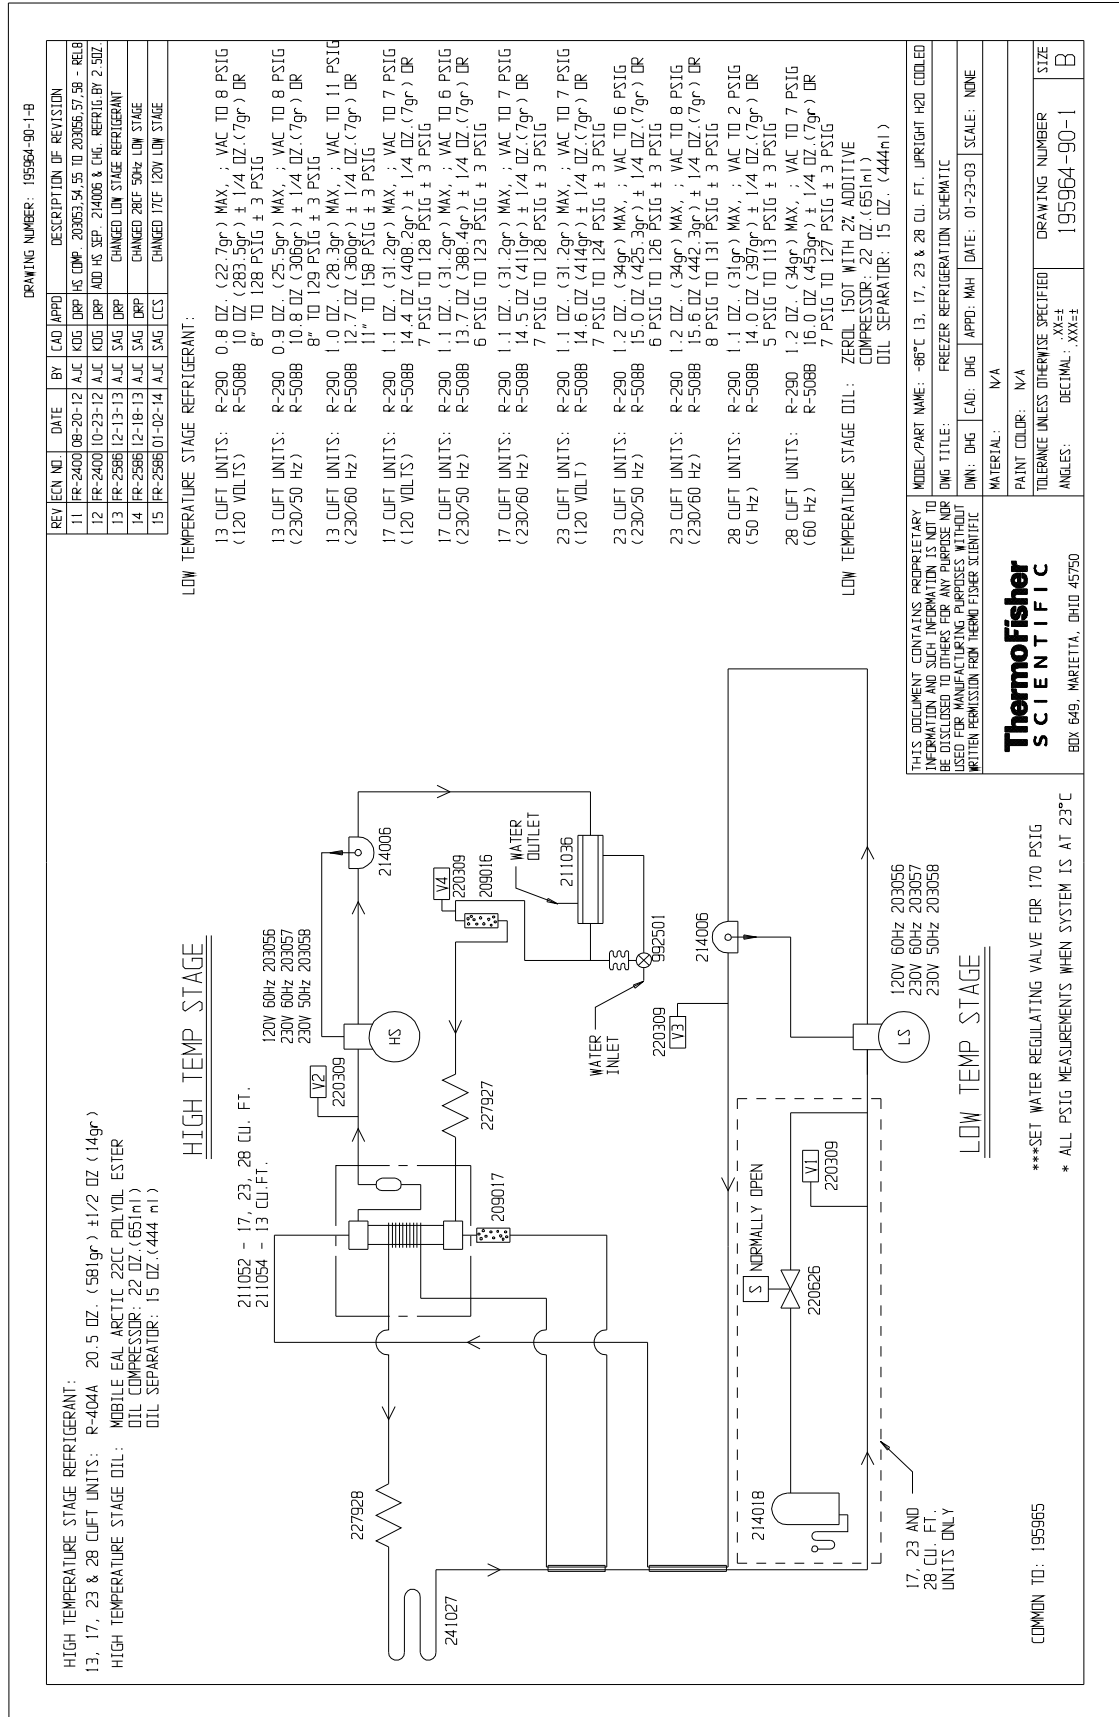 DRAWING NUMBER: 195964-90-1-B
REV ECN NO. DATE BY CAD APPD DESCRIPTION OF REVISION
11 FR-2400 08-20-12 AJC KDG DRP HS COMP. 203053,54,55 TO 203056,57,58 - RELB
12 FR-2400 10-23-12 AJC KDG DRP ADD HS SEP. 214006 & CHG. REFRIG.BY 2.5OZ.
13 FR-2586 12-13-13 AJC SAG DRP CHANGED LOW STAGE REFRIGERANT
14 FR-2586 12-18-13 AJC SAG DRP CHANGED 28CF 50Hz LOW STAGE
15 FR-2586 01-02-14 AJC SAG CCS CHANGED 17CF 120V LOW STAGE
HIGH TEMPERATURE STAGE REFRIGERANT:
13, 17, 23 & 28 CUFT UNITS: R-404A 20.5 OZ. (581gr) ±1/2 OZ (14gr)
HIGH TEMPERATURE STAGE OIL: MOBILE EAL ARCTIC 22CC POLYOL ESTER
OIL COMPRESSOR: 22 OZ.(651ml)
OIL SEPARATOR: 15 OZ.(444 ml)
HIGH TEMP STAGE
211052 - 17, 23, 28 CU. FT.
211054 - 13 CU.FT.
V2
220309
120V 60Hz 203056
230V 60Hz 203057
230V 50Hz 203058
HS
214006
227928
241027
209017
227927
V4
220309
209016
WATER
OUTLET
211036
992501
WATER
INLET
220309
V3
214006
S
NORMALLY OPEN
220626
214018
V1
220309
17, 23 AND
28 CU. FT.
UNITS ONLY
120V 60Hz 203056
230V 60Hz 203057
230V 50Hz 203058
LS
LOW TEMP STAGE
***SET WATER REGULATING VALVE FOR 170 PSIG
* ALL PSIG MEASUREMENTS WHEN SYSTEM IS AT 23°C
COMMON TO: 195965
LOW TEMPERATURE STAGE REFRIGERANT:
13 CUFT UNITS: R-290 0.8 OZ. (22.7gr) MAX, ; VAC TO 8 PSIG
(120 VOLTS) R-508B 10 OZ (283.5gr) ± 1/4 OZ.(7gr) OR
8" TO 128 PSIG ± 3 PSIG
13 CUFT UNITS: R-290 0.9 OZ. (25.5gr) MAX, ; VAC TO 8 PSIG
(230/50 Hz) R-508B 10.8 OZ (306gr) ± 1/4 OZ.(7gr) OR
8" TO 129 PSIG ± 3 PSIG
13 CUFT UNITS: R-290 1.0 OZ. (28.3gr) MAX, ; VAC TO 11 PSIG
(230/60 Hz) R-508B 12.7 OZ (360gr) ± 1/4 OZ.(7gr) OR
11" TO 158 PSIG ± 3 PSIG
17 CUFT UNITS: R-290 1.1 OZ. (31.2gr) MAX, ; VAC TO 7 PSIG
(120 VOLTS) R-508B 14.4 OZ (408.2gr) ± 1/4 OZ.(7gr) OR
7 PSIG TO 128 PSIG ± 3 PSIG
17 CUFT UNITS: R-290 1.1 OZ. (31.2gr) MAX, ; VAC TO 6 PSIG
(230/50 Hz) R-508B 13.7 OZ (388.4gr) ± 1/4 OZ.(7gr) OR
6 PSIG TO 123 PSIG ± 3 PSIG
17 CUFT UNITS: R-290 1.1 OZ. (31.2gr) MAX, ; VAC TO 7 PSIG
(230/60 Hz) R-508B 14.5 OZ (411gr) ± 1/4 OZ.(7gr) OR
7 PSIG TO 128 PSIG ± 3 PSIG
23 CUFT UNITS: R-290 1.1 OZ. (31.2gr) MAX, ; VAC TO 7 PSIG
(120 VOLT) R-508B 14.6 OZ (414gr) ± 1/4 OZ.(7gr) OR
7 PSIG TO 124 PSIG ± 3 PSIG
23 CUFT UNITS: R-290 1.2 OZ. (34gr) MAX, ; VAC TO 6 PSIG
(230/50 Hz) R-508B 15.0 OZ (425.3gr) ± 1/4 OZ.(7gr) OR
6 PSIG TO 126 PSIG ± 3 PSIG
23 CUFT UNITS: R-290 1.2 OZ. (34gr) MAX, ; VAC TO 8 PSIG
(230/60 Hz) R-508B 15.6 OZ (442.3gr) ± 1/4 OZ.(7gr) OR
8 PSIG TO 131 PSIG ± 3 PSIG
28 CUFT UNITS: R-290 1.1 OZ. (31gr) MAX, ; VAC TO 2 PSIG
(50 Hz) R-508B 14.0 OZ (397gr) ± 1/4 OZ.(7gr) OR
5 PSIG TO 113 PSIG ± 3 PSIG
28 CUFT UNITS: R-290 1.2 OZ. (34gr) MAX, ; VAC TO 7 PSIG
(60 Hz) R-508B 16.0 OZ (453gr) ± 1/4 OZ.(7gr) OR
7 PSIG TO 127 PSIG ± 3 PSIG
LOW TEMPERATURE STAGE OIL: ZEROL 150T WITH 2% ADDITIVE
COMPRESSOR: 22 OZ.(651ml)
OIL SEPARATOR: 15 OZ. (444ml)
THIS DOCUMENT CONTAINS PROPRIETARY
INFORMATION AND SUCH INFORMATION IS NOT TO
BE DISCLOSED TO OTHERS FOR ANY PURPOSE NOR
USED FOR MANUFACTURING PURPOSES WITHOUT
WRITTEN PERMISSION FROM THERMO FISHER SCIENTIFIC
ThermoFisher
SCIENTIFIC
BOX 649, MARIETTA, OHIO 45750
MODEL/PART NAME: -86°C 13, 17, 23 & 28 CU. FT. UPRIGHT H2O COOLED
DWG TITLE: FREEZER REFRIGERATION SCHEMATIC
DWN: DHG CAD: DHG APPD: MAH DATE: 01-23-03 SCALE: NONE
MATERIAL: N/A
PAINT COLOR: N/A
TOLERANCE UNLESS OTHERWISE SPECIFIED
ANGLES: DECIMAL: .XX=±
.XXX=±
DRAWING NUMBER
195964-90-1
SIZE
B